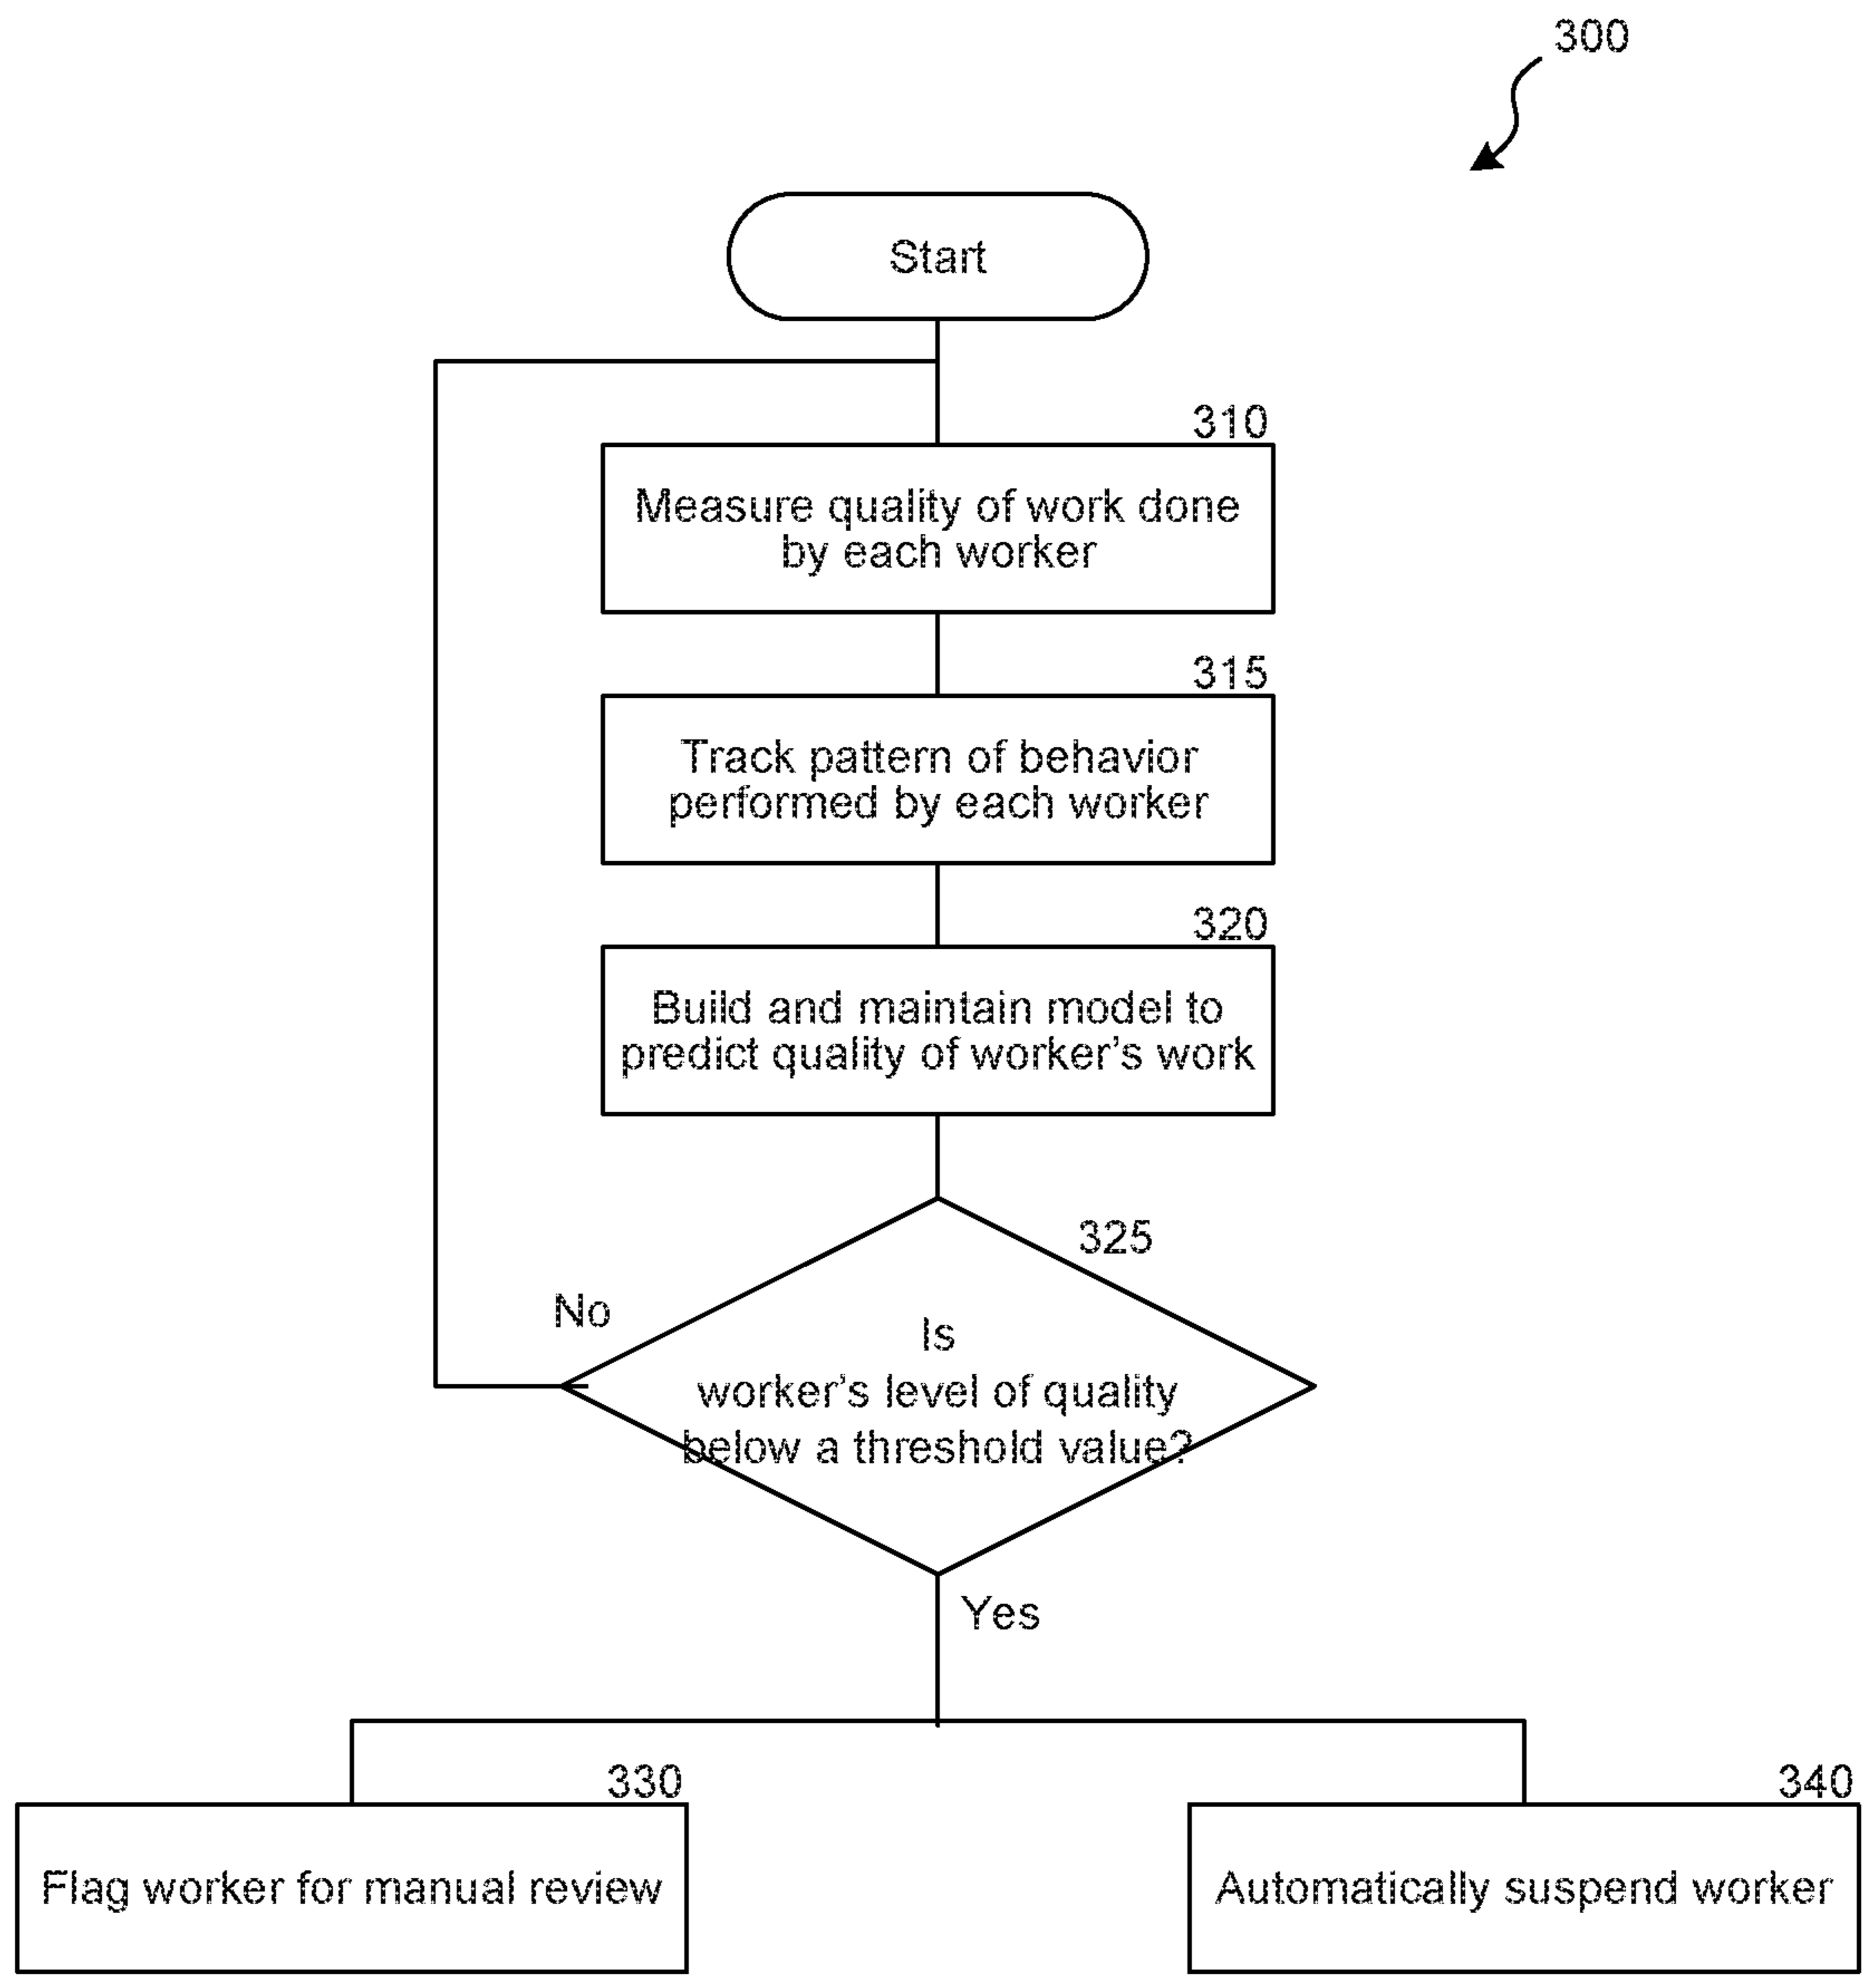 300
Start
310
Measure quality of work done
by each worker
315
Track pattern of behavior
performed by each worker
320
Build and maintain model to
predict quality of worker's work
325
No
Is
worker's level of quality
below a threshold value?
Yes
330
Flag worker for manual review
340
Automatically suspend worker